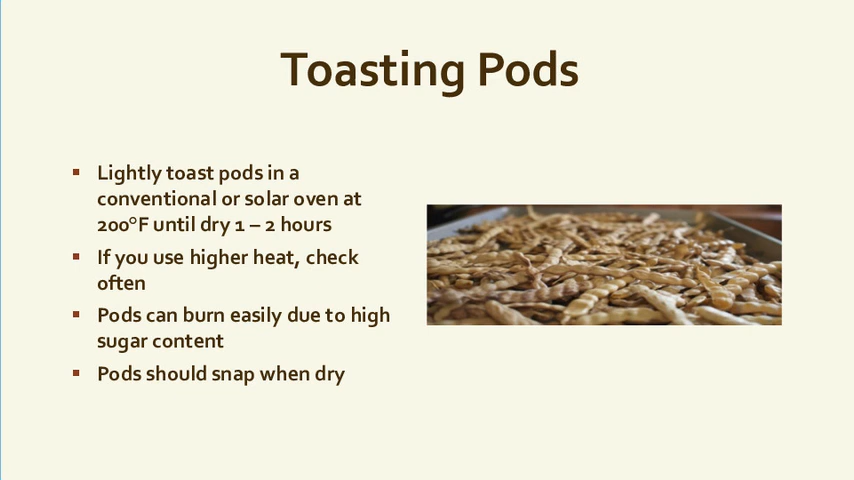 Toasting Pods
▪ Lightly toast pods in a
conventional or solar oven at
200°F until dry 1 – 2 hours
▪ If you use higher heat, check
often
▪ Pods can burn easily due to high
sugar content
▪ Pods should snap when dry